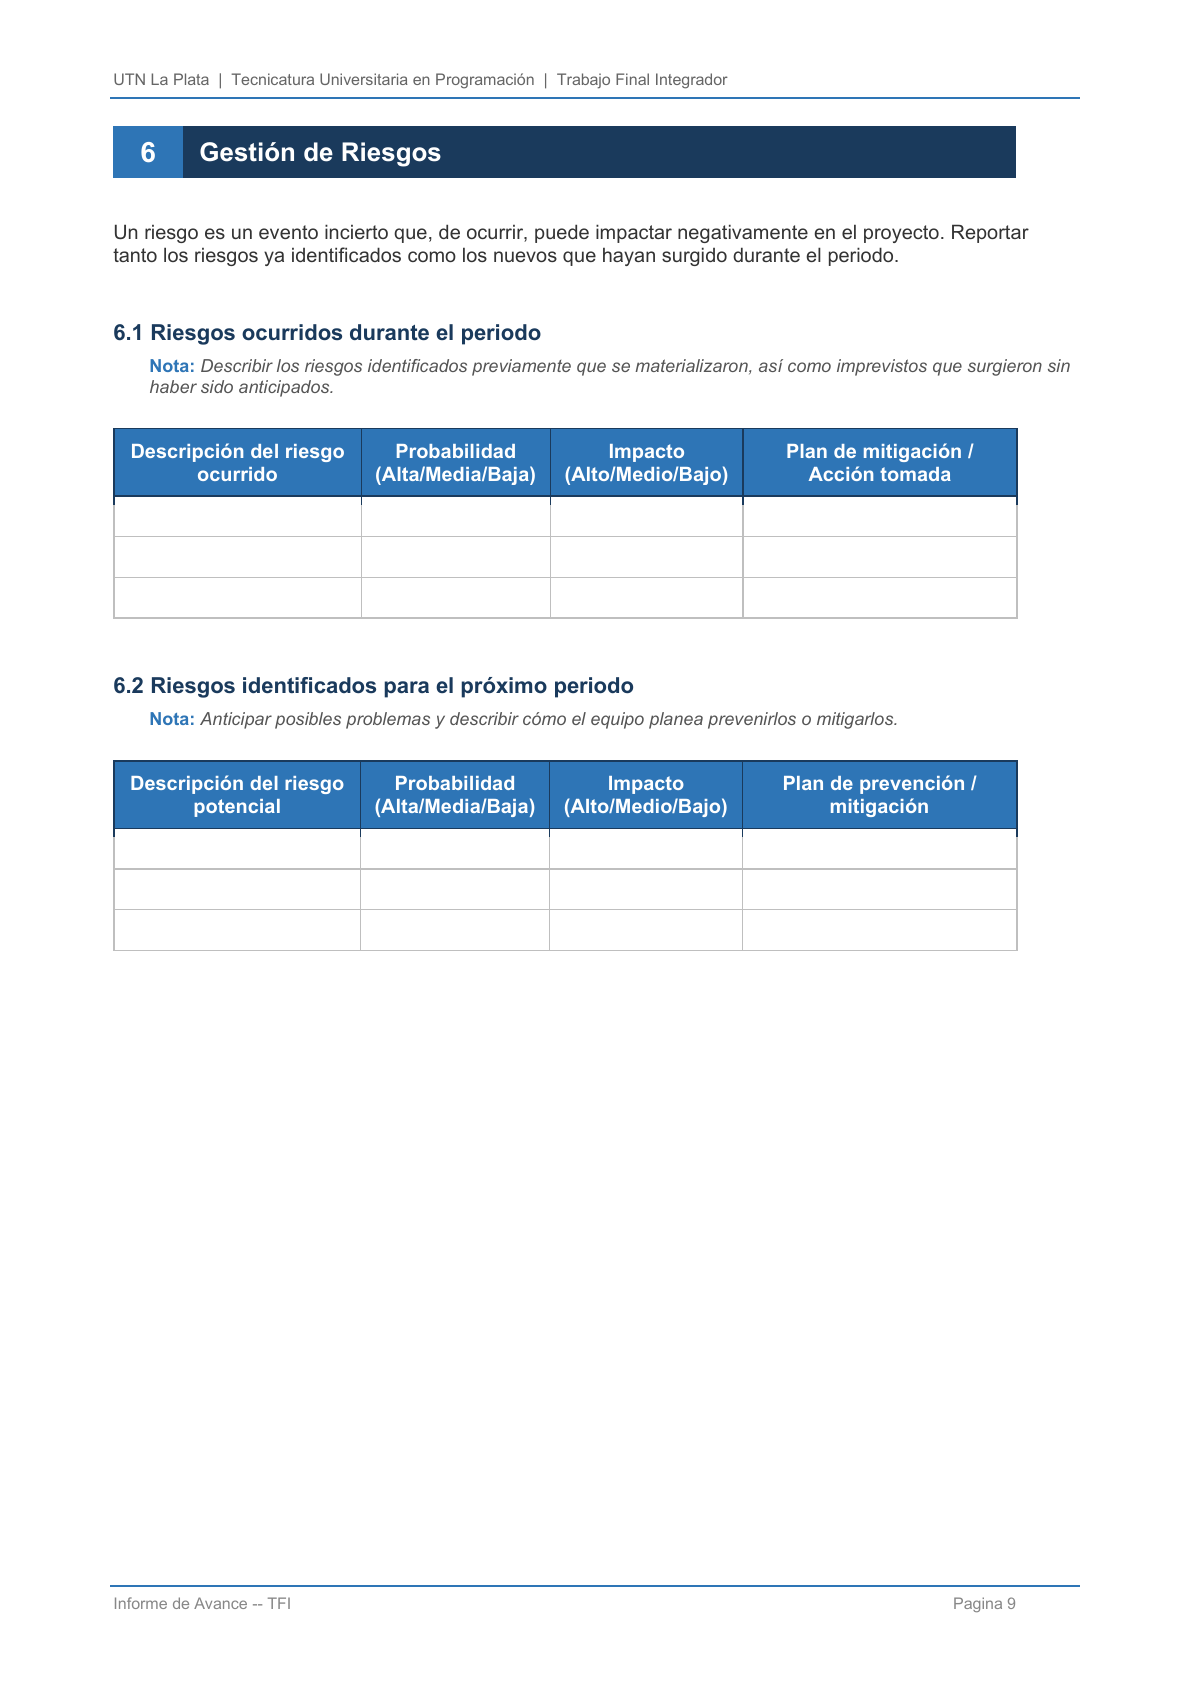 UTN La Plata | Tecnicatura Universitaria en Programación | Trabajo Final Integrador
6 Gestión de Riesgos
Un riesgo es un evento incierto que, de ocurrir, puede impactar negativamente en el proyecto. Reportar
tanto los riesgos ya identificados como los nuevos que hayan surgido durante el periodo.
6.1 Riesgos ocurridos durante el periodo
Nota: Describir los riesgos identificados previamente que se materializaron, así como imprevistos que surgieron sin
haber sido anticipados.
Descripción del riesgo
ocurrido
Probabilidad
(Alta/Media/Baja)
Impacto
(Alto/Medio/Bajo)
Plan de mitigación /
Acción tomada
6.2 Riesgos identificados para el próximo periodo
Nota: Anticipar posibles problemas y describir cómo el equipo planea prevenirlos o mitigarlos.
Descripción del riesgo
potencial
Probabilidad
(Alta/Media/Baja)
Impacto
(Alto/Medio/Bajo)
Plan de prevención /
mitigación
Informe de Avance -- TFI
Pagina 9